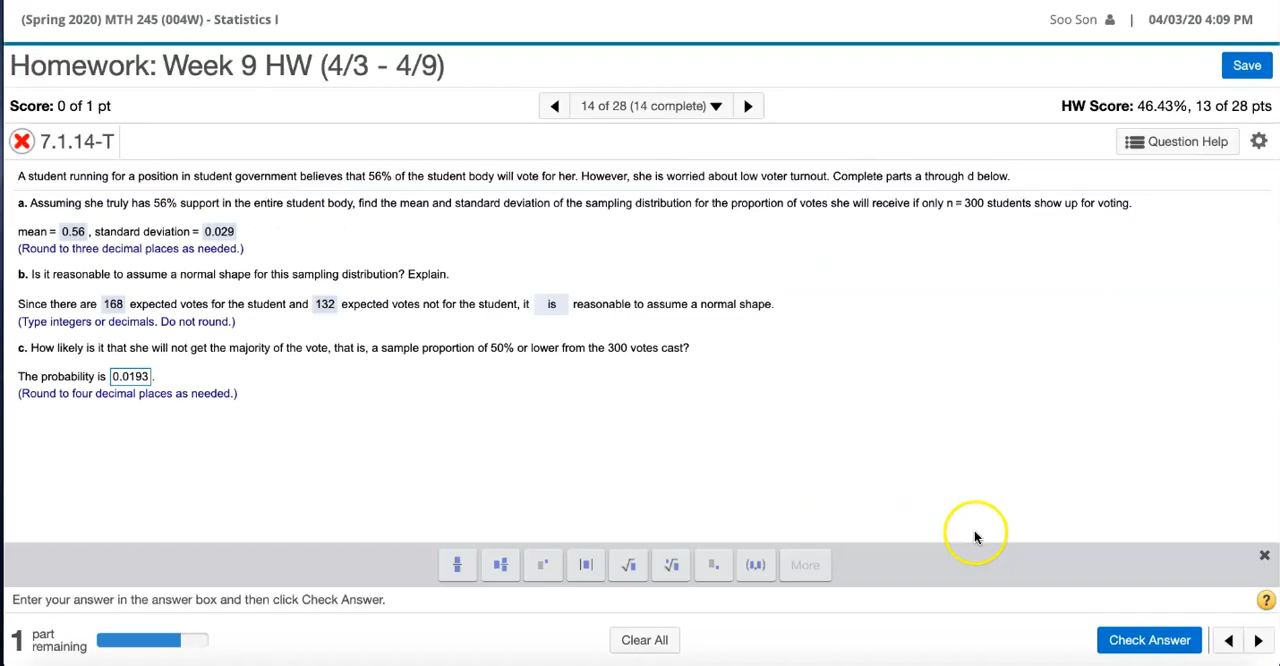 (Spring 2020) MTH 245 (004W) - Statistics I
Soo Son | 04/03/20 4:09 PM
Homework: Week 9 HW (4/3 - 4/9)
Save
Score: 0 of 1 pt
14 of 28 (14 complete)
HW Score: 46.43%, 13 of 28 pts
7.1.14-T
Question Help
A student running for a position in student government believes that 56% of the student body will vote for her. However, she is worried about low voter turnout. Complete parts a through d below.
a. Assuming she truly has 56% support in the entire student body, find the mean and standard deviation of the sampling distribution for the proportion of votes she will receive if only n = 300 students show up for voting.
mean = 0.56 , standard deviation = 0.029
(Round to three decimal places as needed.)
b. Is it reasonable to assume a normal shape for this sampling distribution? Explain.
Since there are 168 expected votes for the student and 132 expected votes not for the student, it is reasonable to assume a normal shape.
(Type integers or decimals. Do not round.)
c. How likely is it that she will not get the majority of the vote, that is, a sample proportion of 50% or lower from the 300 votes cast?
The probability is 0.0193.
(Round to four decimal places as needed.)
More
Enter your answer in the answer box and then click Check Answer.
?
1 part remaining
Clear All
Check Answer